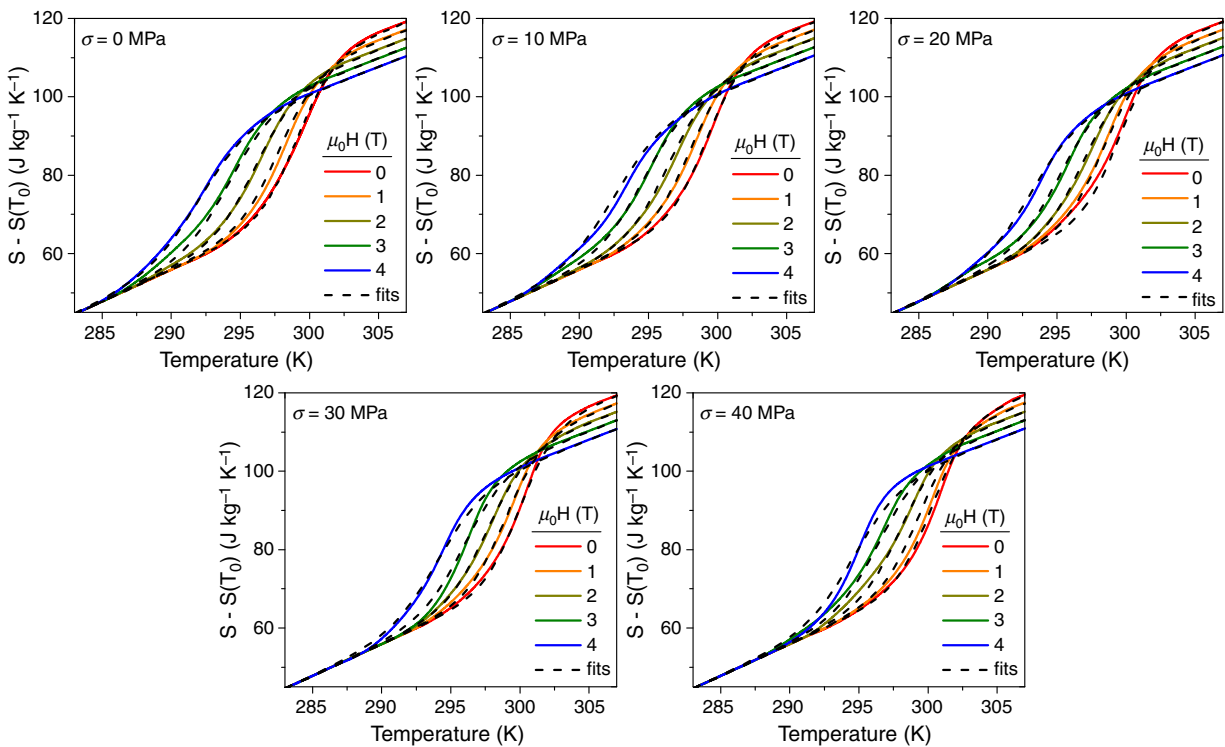 σ = 0 MPa
S - S(T₀) (J kg⁻¹ K⁻¹)
120
100
80
60
μ₀H (T)
0
1
2
3
4
fits
285 290 295 300 305
Temperature (K)
σ = 10 MPa
S - S(T₀) (J kg⁻¹ K⁻¹)
120
100
80
60
μ₀H (T)
0
1
2
3
4
fits
285 290 295 300 305
Temperature (K)
σ = 20 MPa
S - S(T₀) (J kg⁻¹ K⁻¹)
120
100
80
60
μ₀H (T)
0
1
2
3
4
fits
285 290 295 300 305
Temperature (K)
σ = 30 MPa
S - S(T₀) (J kg⁻¹ K⁻¹)
120
100
80
60
μ₀H (T)
0
1
2
3
4
fits
285 290 295 300 305
Temperature (K)
σ = 40 MPa
S - S(T₀) (J kg⁻¹ K⁻¹)
120
100
80
60
μ₀H (T)
0
1
2
3
4
fits
285 290 295 300 305
Temperature (K)